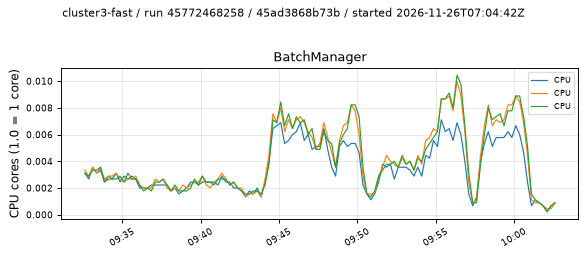 cluster3-fast / run 45772468258 / 45ad3868b73b / started 2026-11-26T07:04:42Z
BatchManager
CPU cores (1.0 = 1 core)
0.010
0.008
0.006
0.004
0.002
0.000
CPU
CPU
CPU
09:35
09:40
09:45
09:50
09:55
10:00